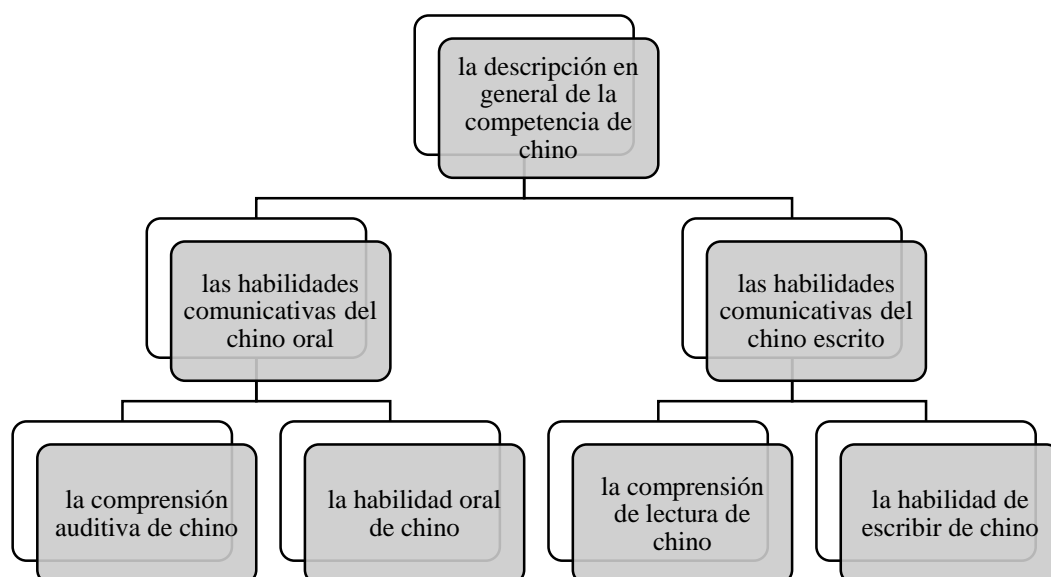 la descripción en
general de la
competencia de
chino
las habilidades
comunicativas del
chino oral
las habilidades
comunicativas del
chino escrito
la comprensión
auditiva de chino
la habilidad oral
de chino
la comprensión
de lectura de
chino
la habilidad de
escribir de chino